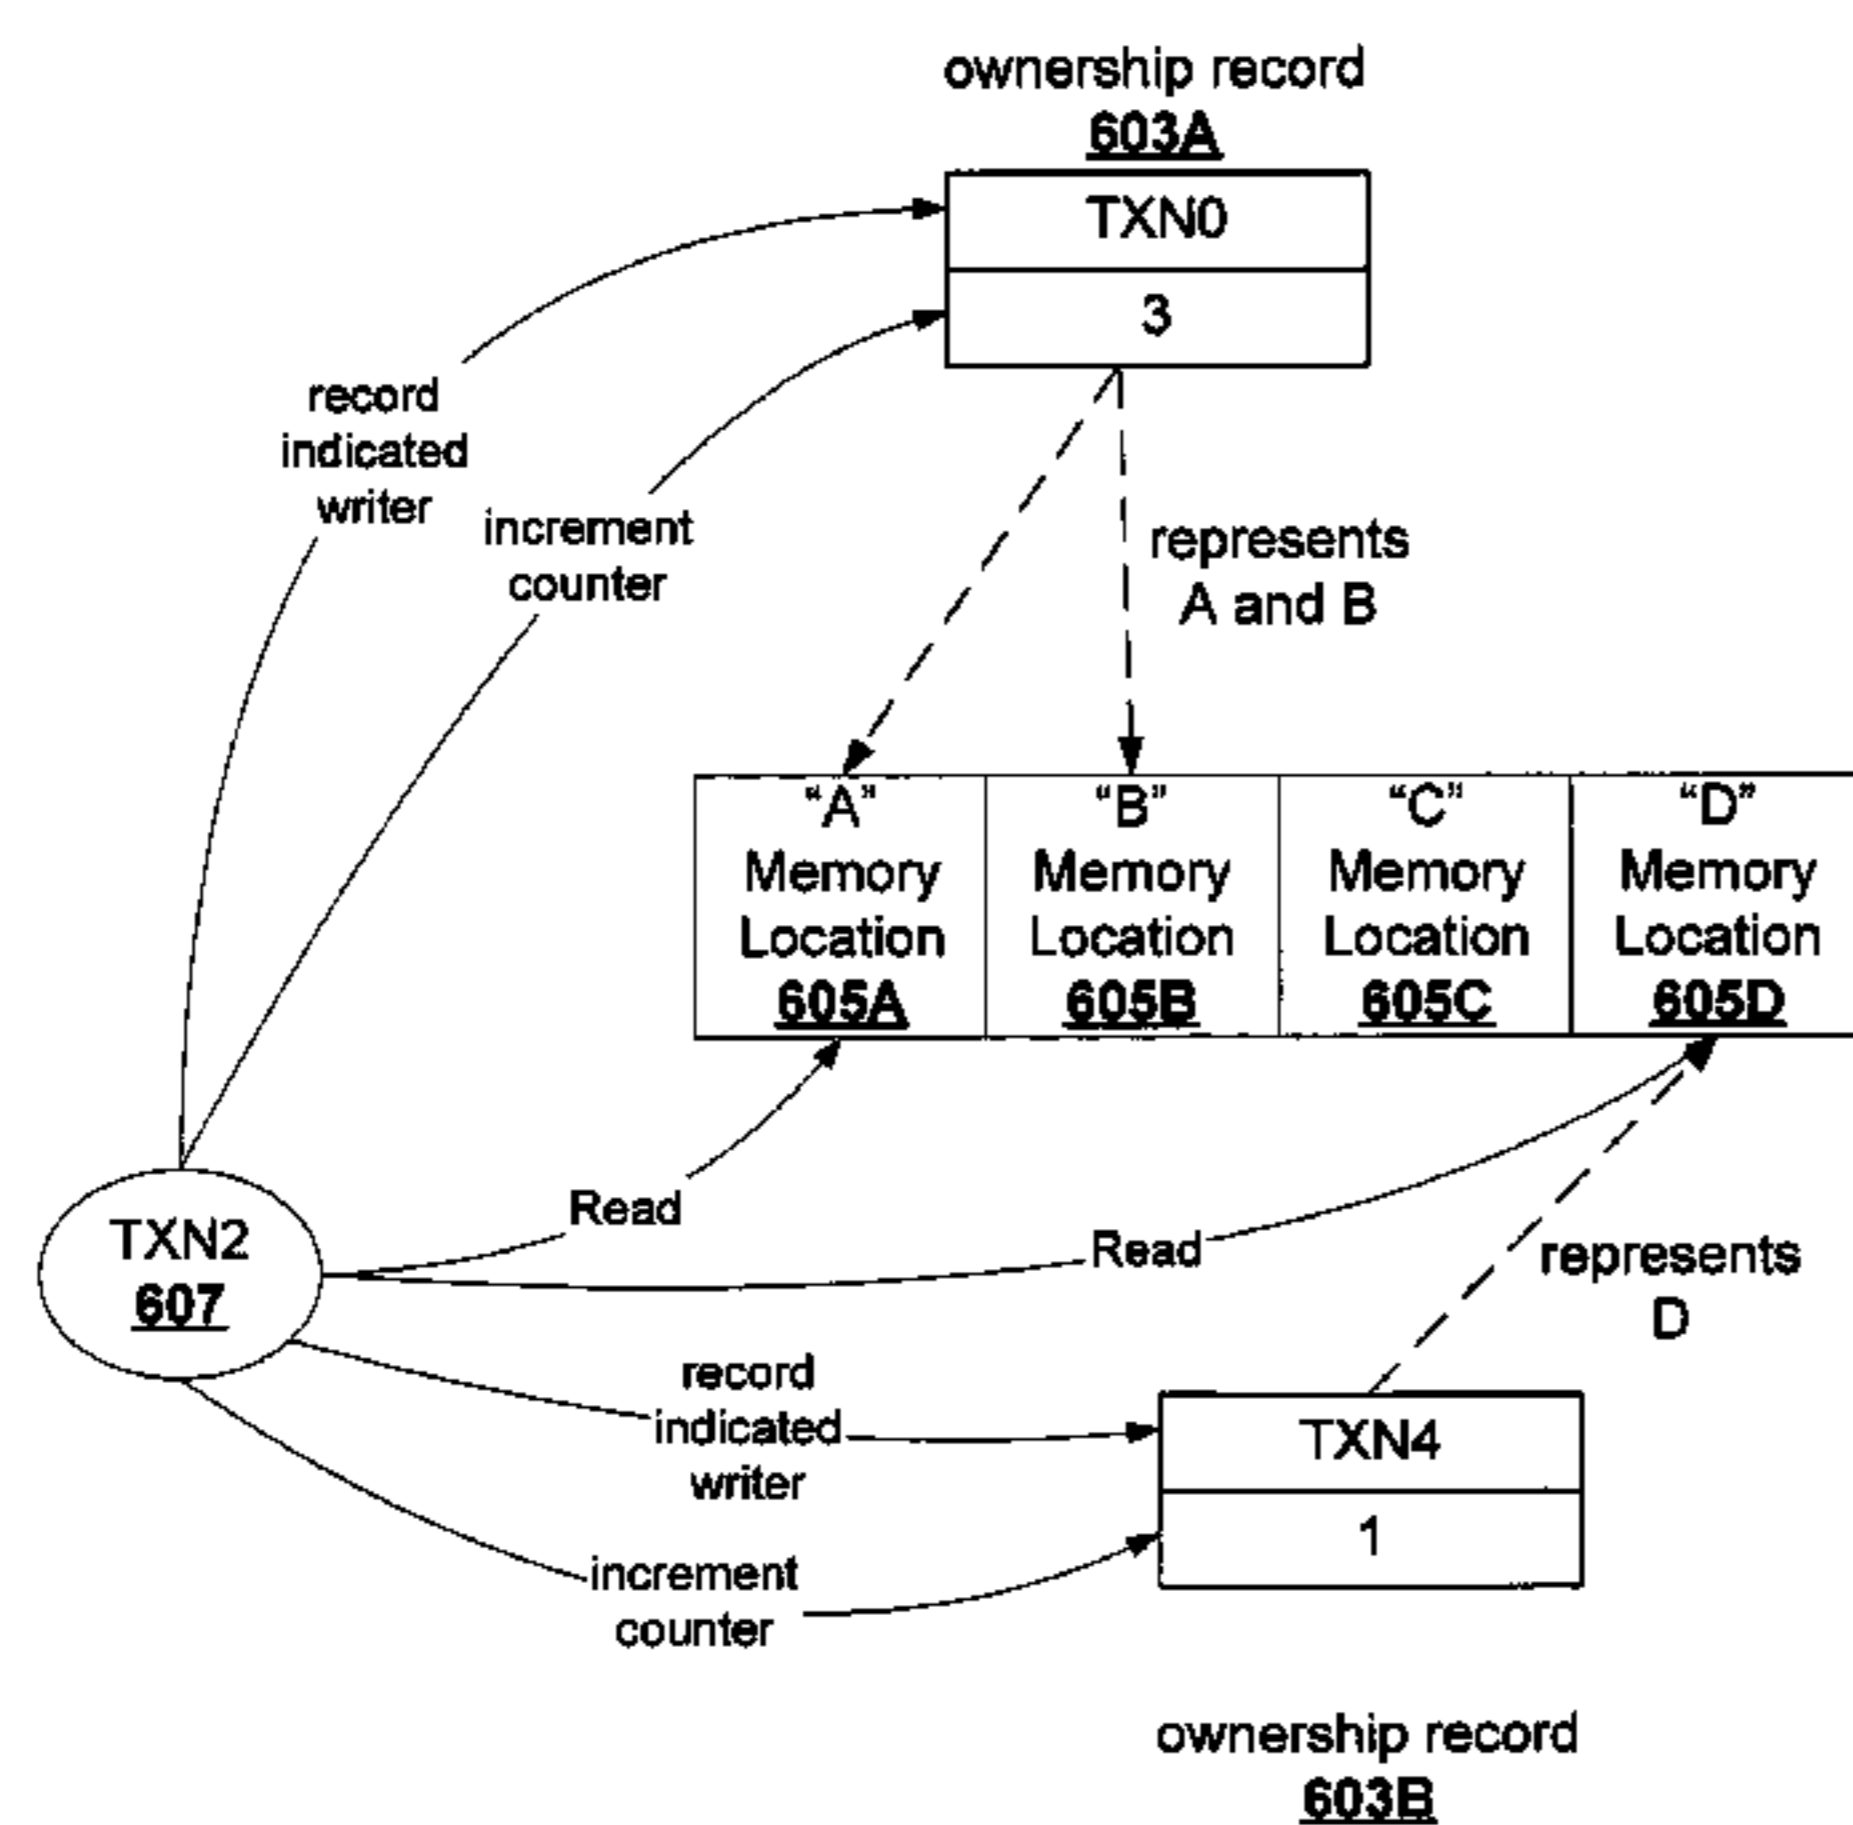 ownership record
603A
TXN0
3
record
indicated
writer
increment
counter
represents
A and B
“A”
Memory
Location
605A
“B”
Memory
Location
605B
“C”
Memory
Location
605C
“D”
Memory
Location
605D
Read
Read
TXN2
607
represents
D
record
indicated
writer
TXN4
1
increment
counter
ownership record
603B